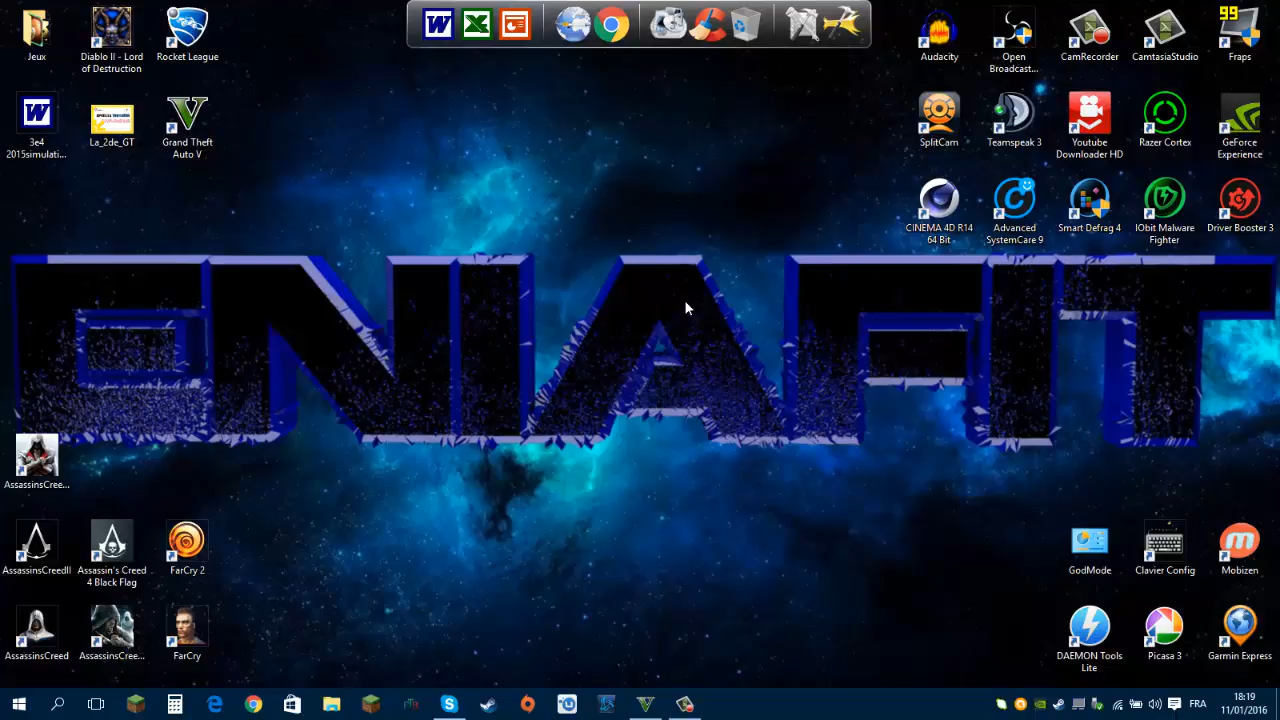 99
Jeux
Diablo II - Lord
of Destruction
Rocket League
Audacity
Open
Broadcast...
CamRecorder
CamtasiaStudio
Fraps
3e4
2015simulati...
La_2de_GT
Grand Theft
Auto V
SplitCam
Teamspeak 3
Youtube
Downloader HD
Razer Cortex
GeForce
Experience
CINEMA 4D R14
64 Bit
Advanced
SystemCare 9
Smart Defrag 4
IObit Malware
Fighter
Driver Booster 3
ENIAFIT
AssassinsCree...
AssassinsCreedII
Assassin's Creed
4 Black Flag
FarCry 2
GodMode
Clavier Config
Mobizen
AssassinsCreed
AssassinsCree...
FarCry
DAEMON Tools
Lite
Picasa 3
Garmin Express
FRA
18:19
11/01/2016